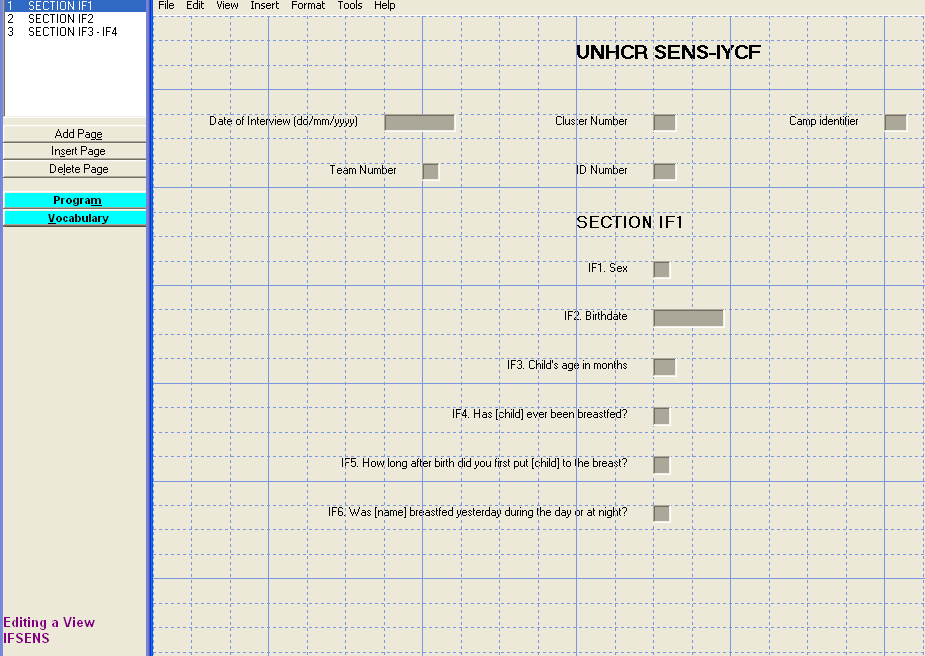 1 SECTION IF1
2 SECTION IF2
3 SECTION IF3 - IF4
Add Page
Insert Page
Delete Page
Program
Vocabulary
Editing a View
IFSENS
File Edit View Insert Format Tools Help
UNHCR SENS-IYCF
Date of Interview (dd/mm/yyyy) Cluster Number Camp identifier
Team Number ID Number
SECTION IF1
IF1. Sex
IF2. Birthdate
IF3. Child's age in months
IF4. Has [child] ever been breastfed?
IF5. How long after birth did you first put [child] to the breast?
IF6. Was [name] breastfed yesterday during the day or at night?